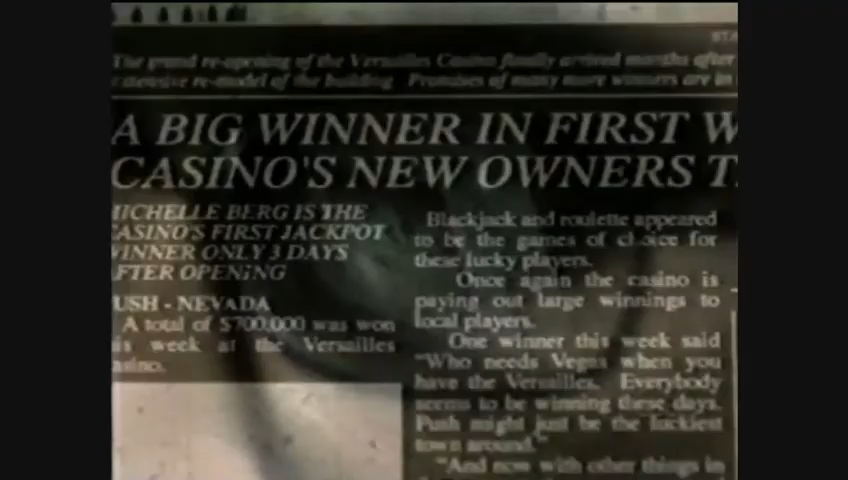 The grand re-opening of the Versailles Casino finally arrived months after
extensive re-model of the building. Promises of many more winners are in
A BIG WINNER IN FIRST W
CASINO'S NEW OWNERS T
MICHELLE BERG IS THE
CASINO'S FIRST JACKPOT
WINNER ONLY 3 DAYS
AFTER OPENING
USH - NEVADA
A total of $700,000 was won
is week at the Versailles
asino.
Blackjack and roulette appeared
to be the games of choice for
these lucky players.
Once again the casino is
paying out large winnings to
local players.
One winner this week said
"Who needs Vegas when you
have the Versailles. Everybody
seems to be winning these days.
Push might just be the luckiest
town around."
"And now with other things in